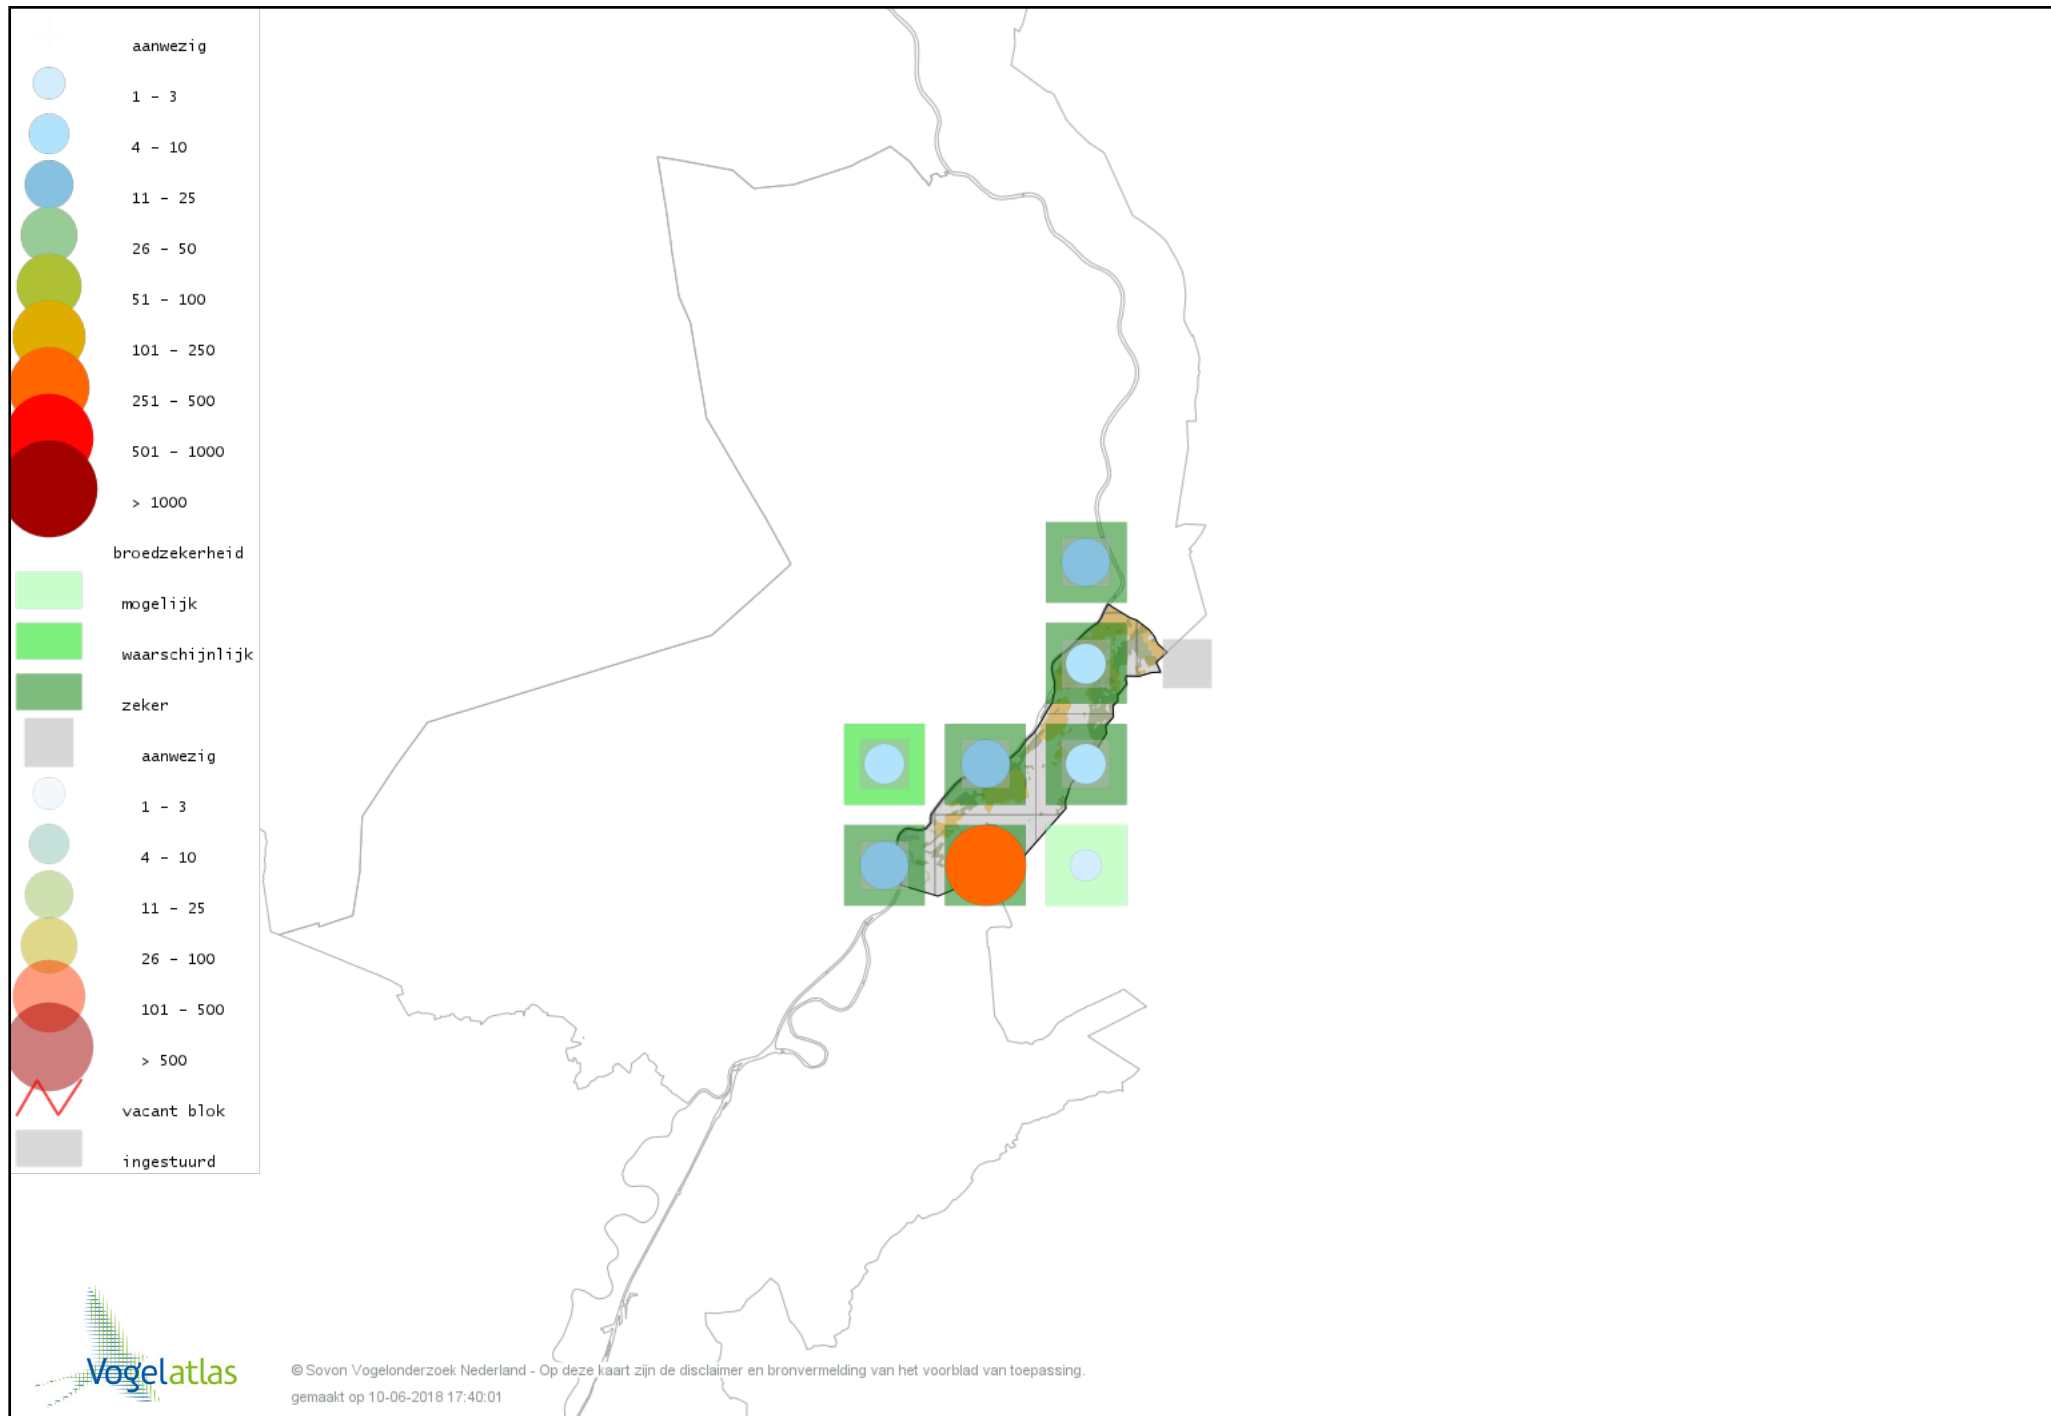 aanwezig
1 - 3
4 - 10
11 - 25
26 - 50
51 - 100
101 - 250
251 - 500
501 - 1000
> 1000
broedzekerheid
mogelijk
waarschijnlijk
zeker
aanwezig
1 - 3
4 - 10
11 - 25
26 - 100
101 - 500
> 500
vacant blok
ingestuurd
Vogelatlas
© Sovon Vogelonderzoek Nederland - Op deze kaart zijn de disclaimer en bronvermelding van het voorblad van toepassing.
gemaakt op 10-06-2018 17:40:01